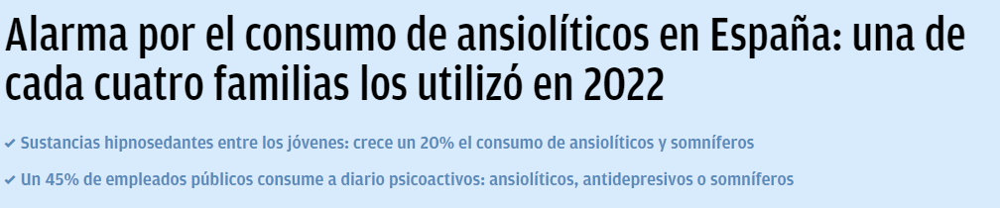 Alarma por el consumo de ansiolíticos en España: una de
cada cuatro familias los utilizó en 2022
✓ Sustancias hipnosedantes entre los jóvenes: crece un 20% el consumo de ansiolíticos y somníferos
✓ Un 45% de empleados públicos consume a diario psicoactivos: ansiolíticos, antidepresivos o somníferos